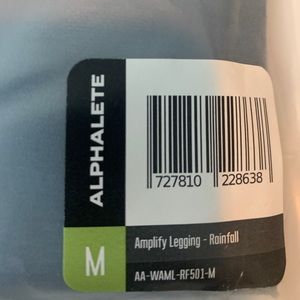 ALPHALETE
M
727810 228638
Amplify Legging - Rainfall
AA-WAML-RF501-M